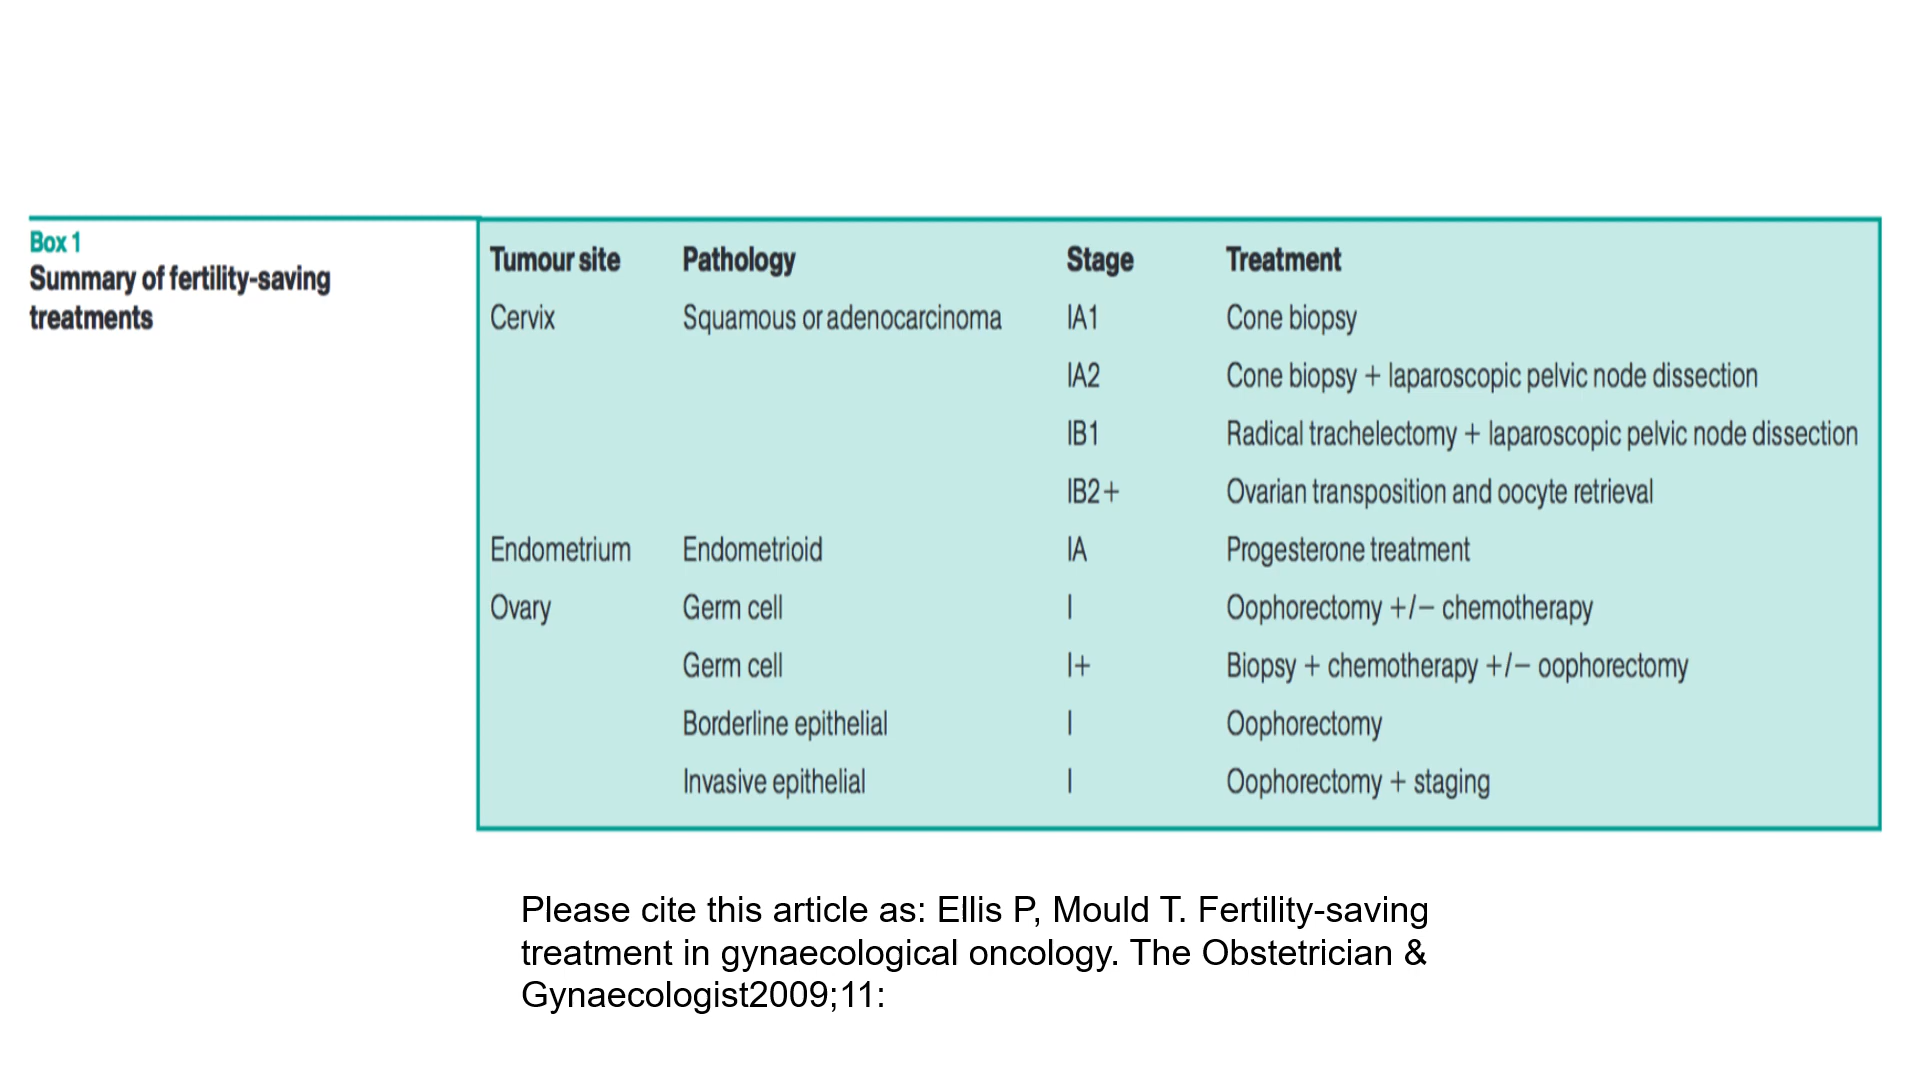 Box 1
Summary of fertility-saving
treatments
Tumour site Pathology Stage Treatment
Cervix Squamous or adenocarcinoma IA1 Cone biopsy
IA2 Cone biopsy + laparoscopic pelvic node dissection
IB1 Radical trachelectomy + laparoscopic pelvic node dissection
IB2+ Ovarian transposition and oocyte retrieval
Endometrium Endometrioid IA Progesterone treatment
Ovary Germ cell I Oophorectomy +/− chemotherapy
Germ cell I+ Biopsy + chemotherapy +/− oophorectomy
Borderline epithelial I Oophorectomy
Invasive epithelial I Oophorectomy + staging
Please cite this article as: Ellis P, Mould T. Fertility-saving
treatment in gynaecological oncology. The Obstetrician &
Gynaecologist2009;11: